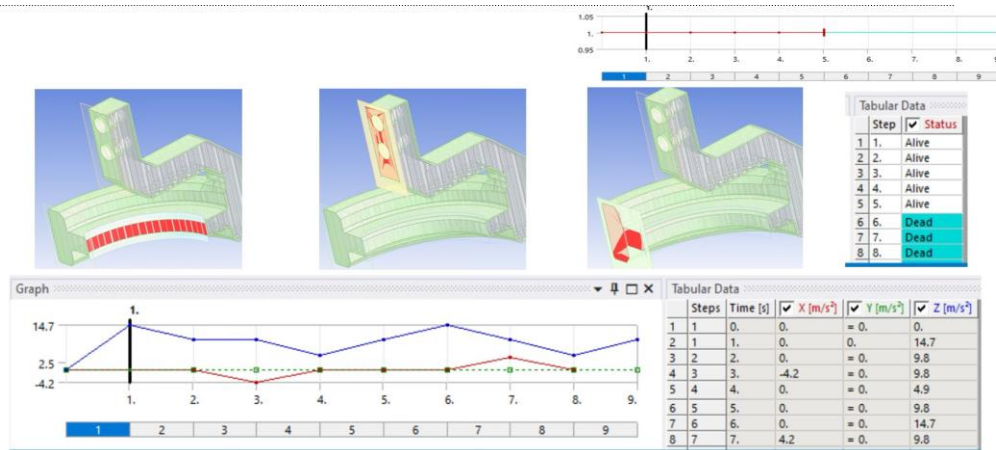 1.
1.05
1.
0.95
1. 2. 3. 4. 5. 6. 7. 8. 9
1 2 3 4 5 6 7 8 9
Tabular Data
Step Status
1 1. Alive
2 2. Alive
3 3. Alive
4 4. Alive
5 5. Alive
6 6. Dead
7 7. Dead
8 8. Dead
Graph
1.
14.7
2.5
-4.2
1. 2. 3. 4. 5. 6. 7. 8. 9.
1 2 3 4 5 6 7 8 9
Tabular Data
Steps Time [s] X [m/s²] Y [m/s²] Z [m/s²]
1 1 0. 0. = 0. 0.
2 1 1. 0. 0. 14.7
3 2 2. 0. = 0. 9.8
4 3 3. -4.2 = 0. 9.8
5 4 4. 0. = 0. 4.9
6 5 5. 0. = 0. 9.8
7 6 6. 0. = 0. 14.7
8 7 7. 4.2 = 0. 9.8